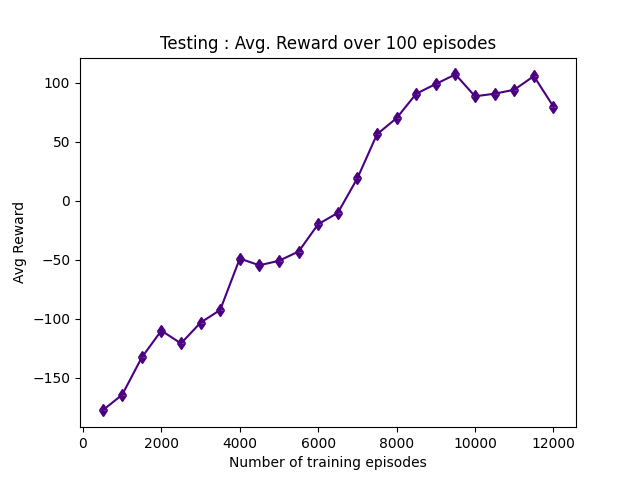 Testing : Avg. Reward over 100 episodes
100
50
0
−50
−100
−150
Avg Reward
0 2000 4000 6000 8000 10000 12000
Number of training episodes